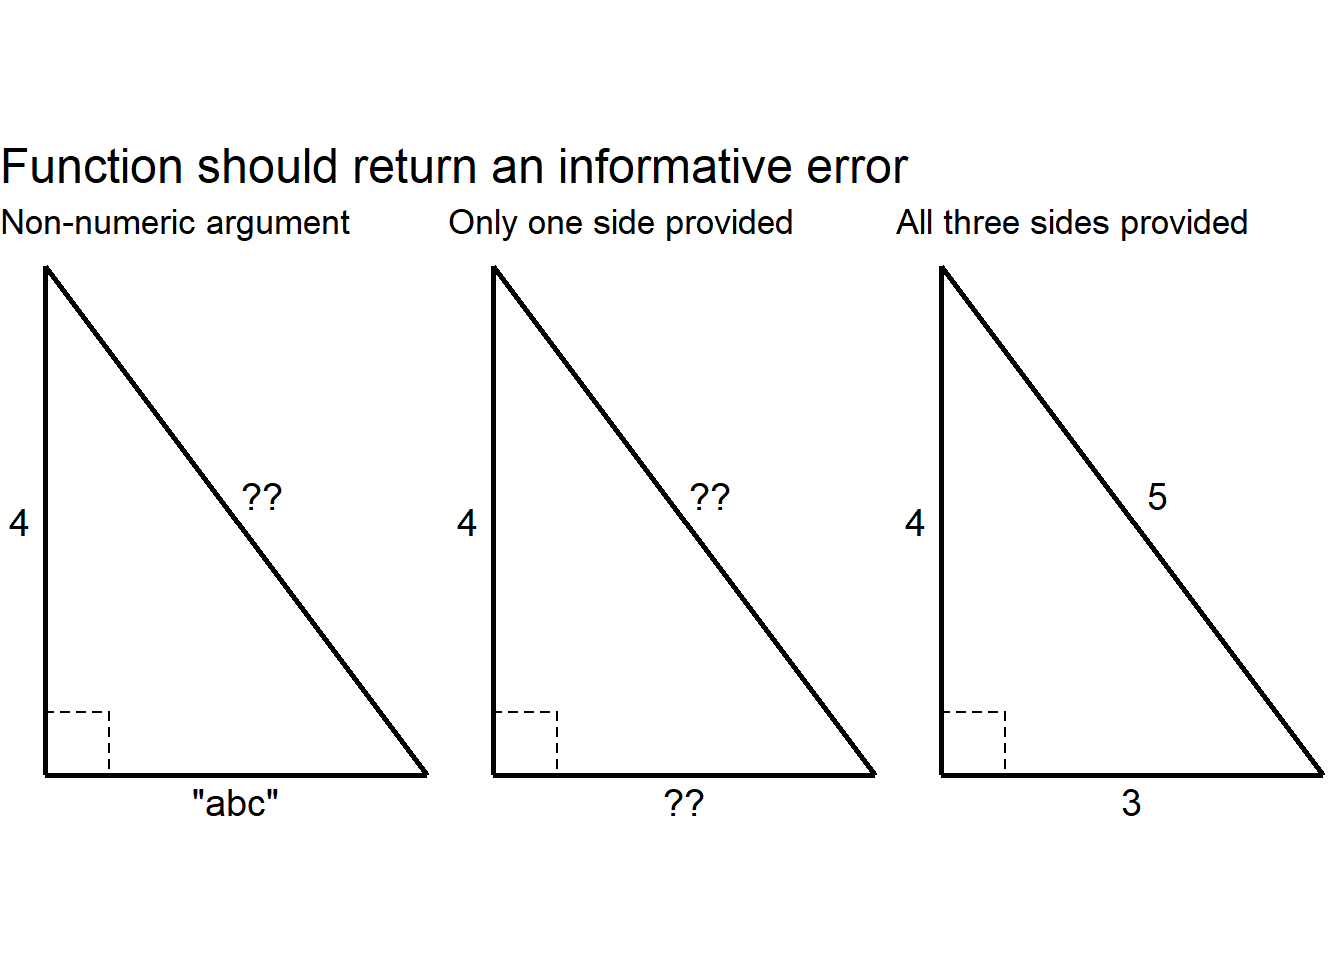 Function should return an informative error
Non-numeric argument
Only one side provided
All three sides provided
4
??
"abc"
4
??
??
4
5
3